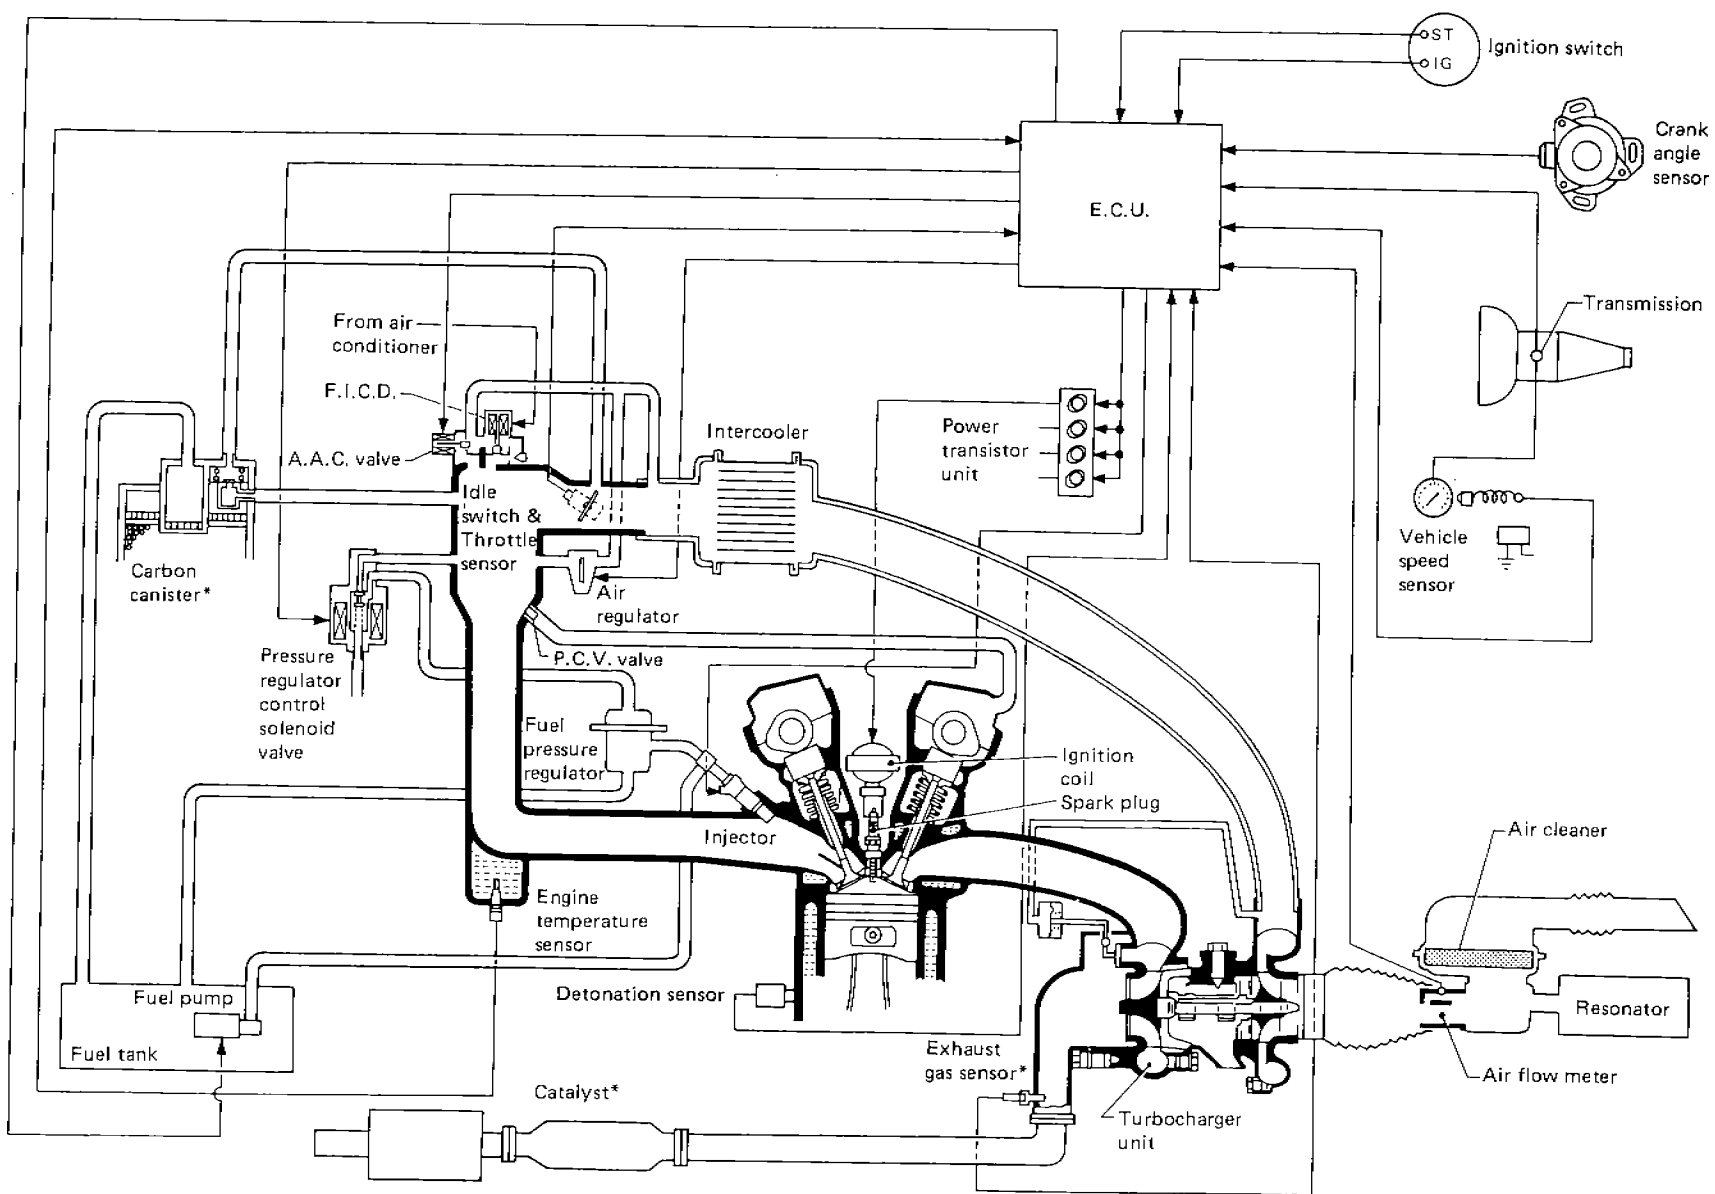 ST
IG
Ignition switch
Crank
angle
sensor
E.C.U.
Transmission
From air
conditioner
F.I.C.D.
A.A.C. valve
Intercooler
Power
transistor
unit
Idle
switch &
Throttle
sensor
Vehicle
speed
sensor
Carbon
canister*
Air
regulator
P.C.V. valve
Pressure
regulator
control
solenoid
valve
Fuel
pressure
regulator
Ignition
coil
Spark plug
Injector
Air cleaner
Engine
temperature
sensor
Detonation sensor
Fuel pump
Fuel tank
Resonator
Exhaust
gas sensor*
Air flow meter
Catalyst*
Turbocharger
unit